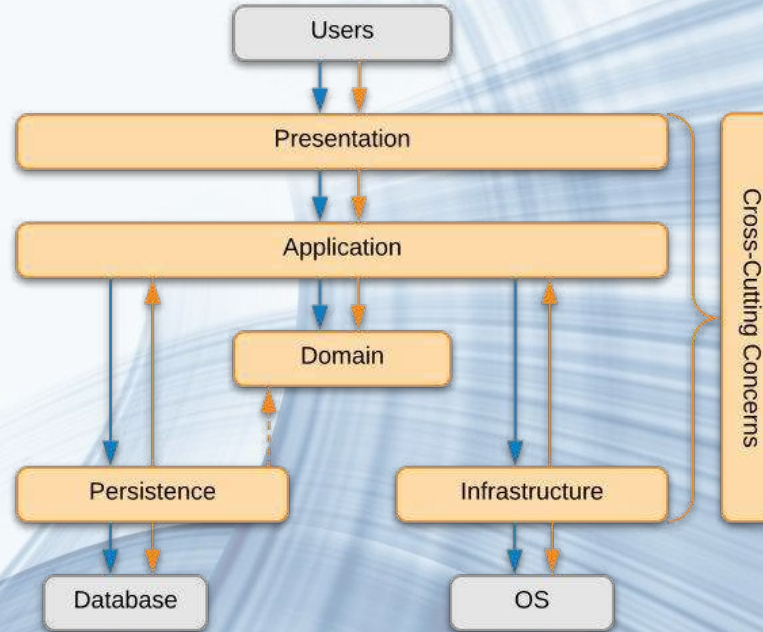 Users
Presentation
Application
Domain
Persistence
Infrastructure
Database
OS
Cross-Cutting Concerns